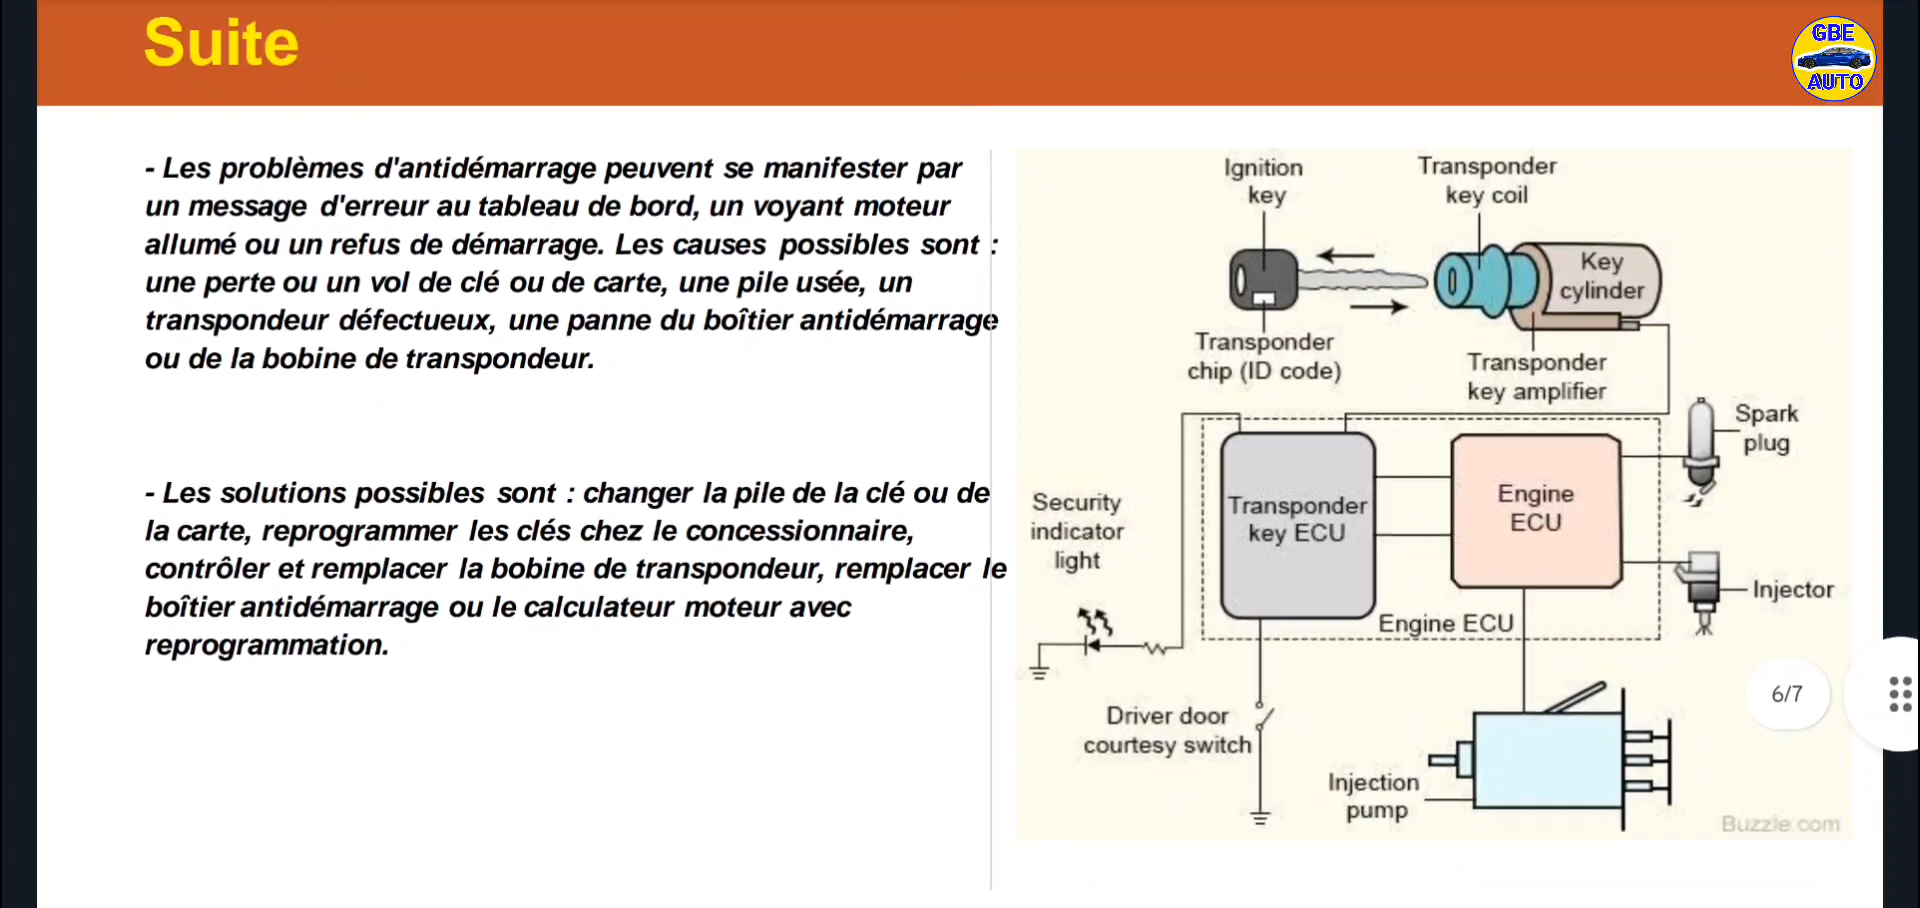 Suite
GBE
AUTO
- Les problèmes d'antidémarrage peuvent se manifester par
un message d'erreur au tableau de bord, un voyant moteur
allumé ou un refus de démarrage. Les causes possibles sont :
une perte ou un vol de clé ou de carte, une pile usée, un
transpondeur défectueux, une panne du boîtier antidémarrage
ou de la bobine de transpondeur.
- Les solutions possibles sont : changer la pile de la clé ou de
la carte, reprogrammer les clés chez le concessionnaire,
contrôler et remplacer la bobine de transpondeur, remplacer le
boîtier antidémarrage ou le calculateur moteur avec
reprogrammation.
Ignition
key
Transponder
key coil
Key
cylinder
Transponder
chip (ID code)
Transponder
key amplifier
Spark
plug
Security
indicator
light
Transponder
key ECU
Engine
ECU
Injector
Engine ECU
6/7
Driver door
courtesy switch
Injection
pump
Buzzle.com